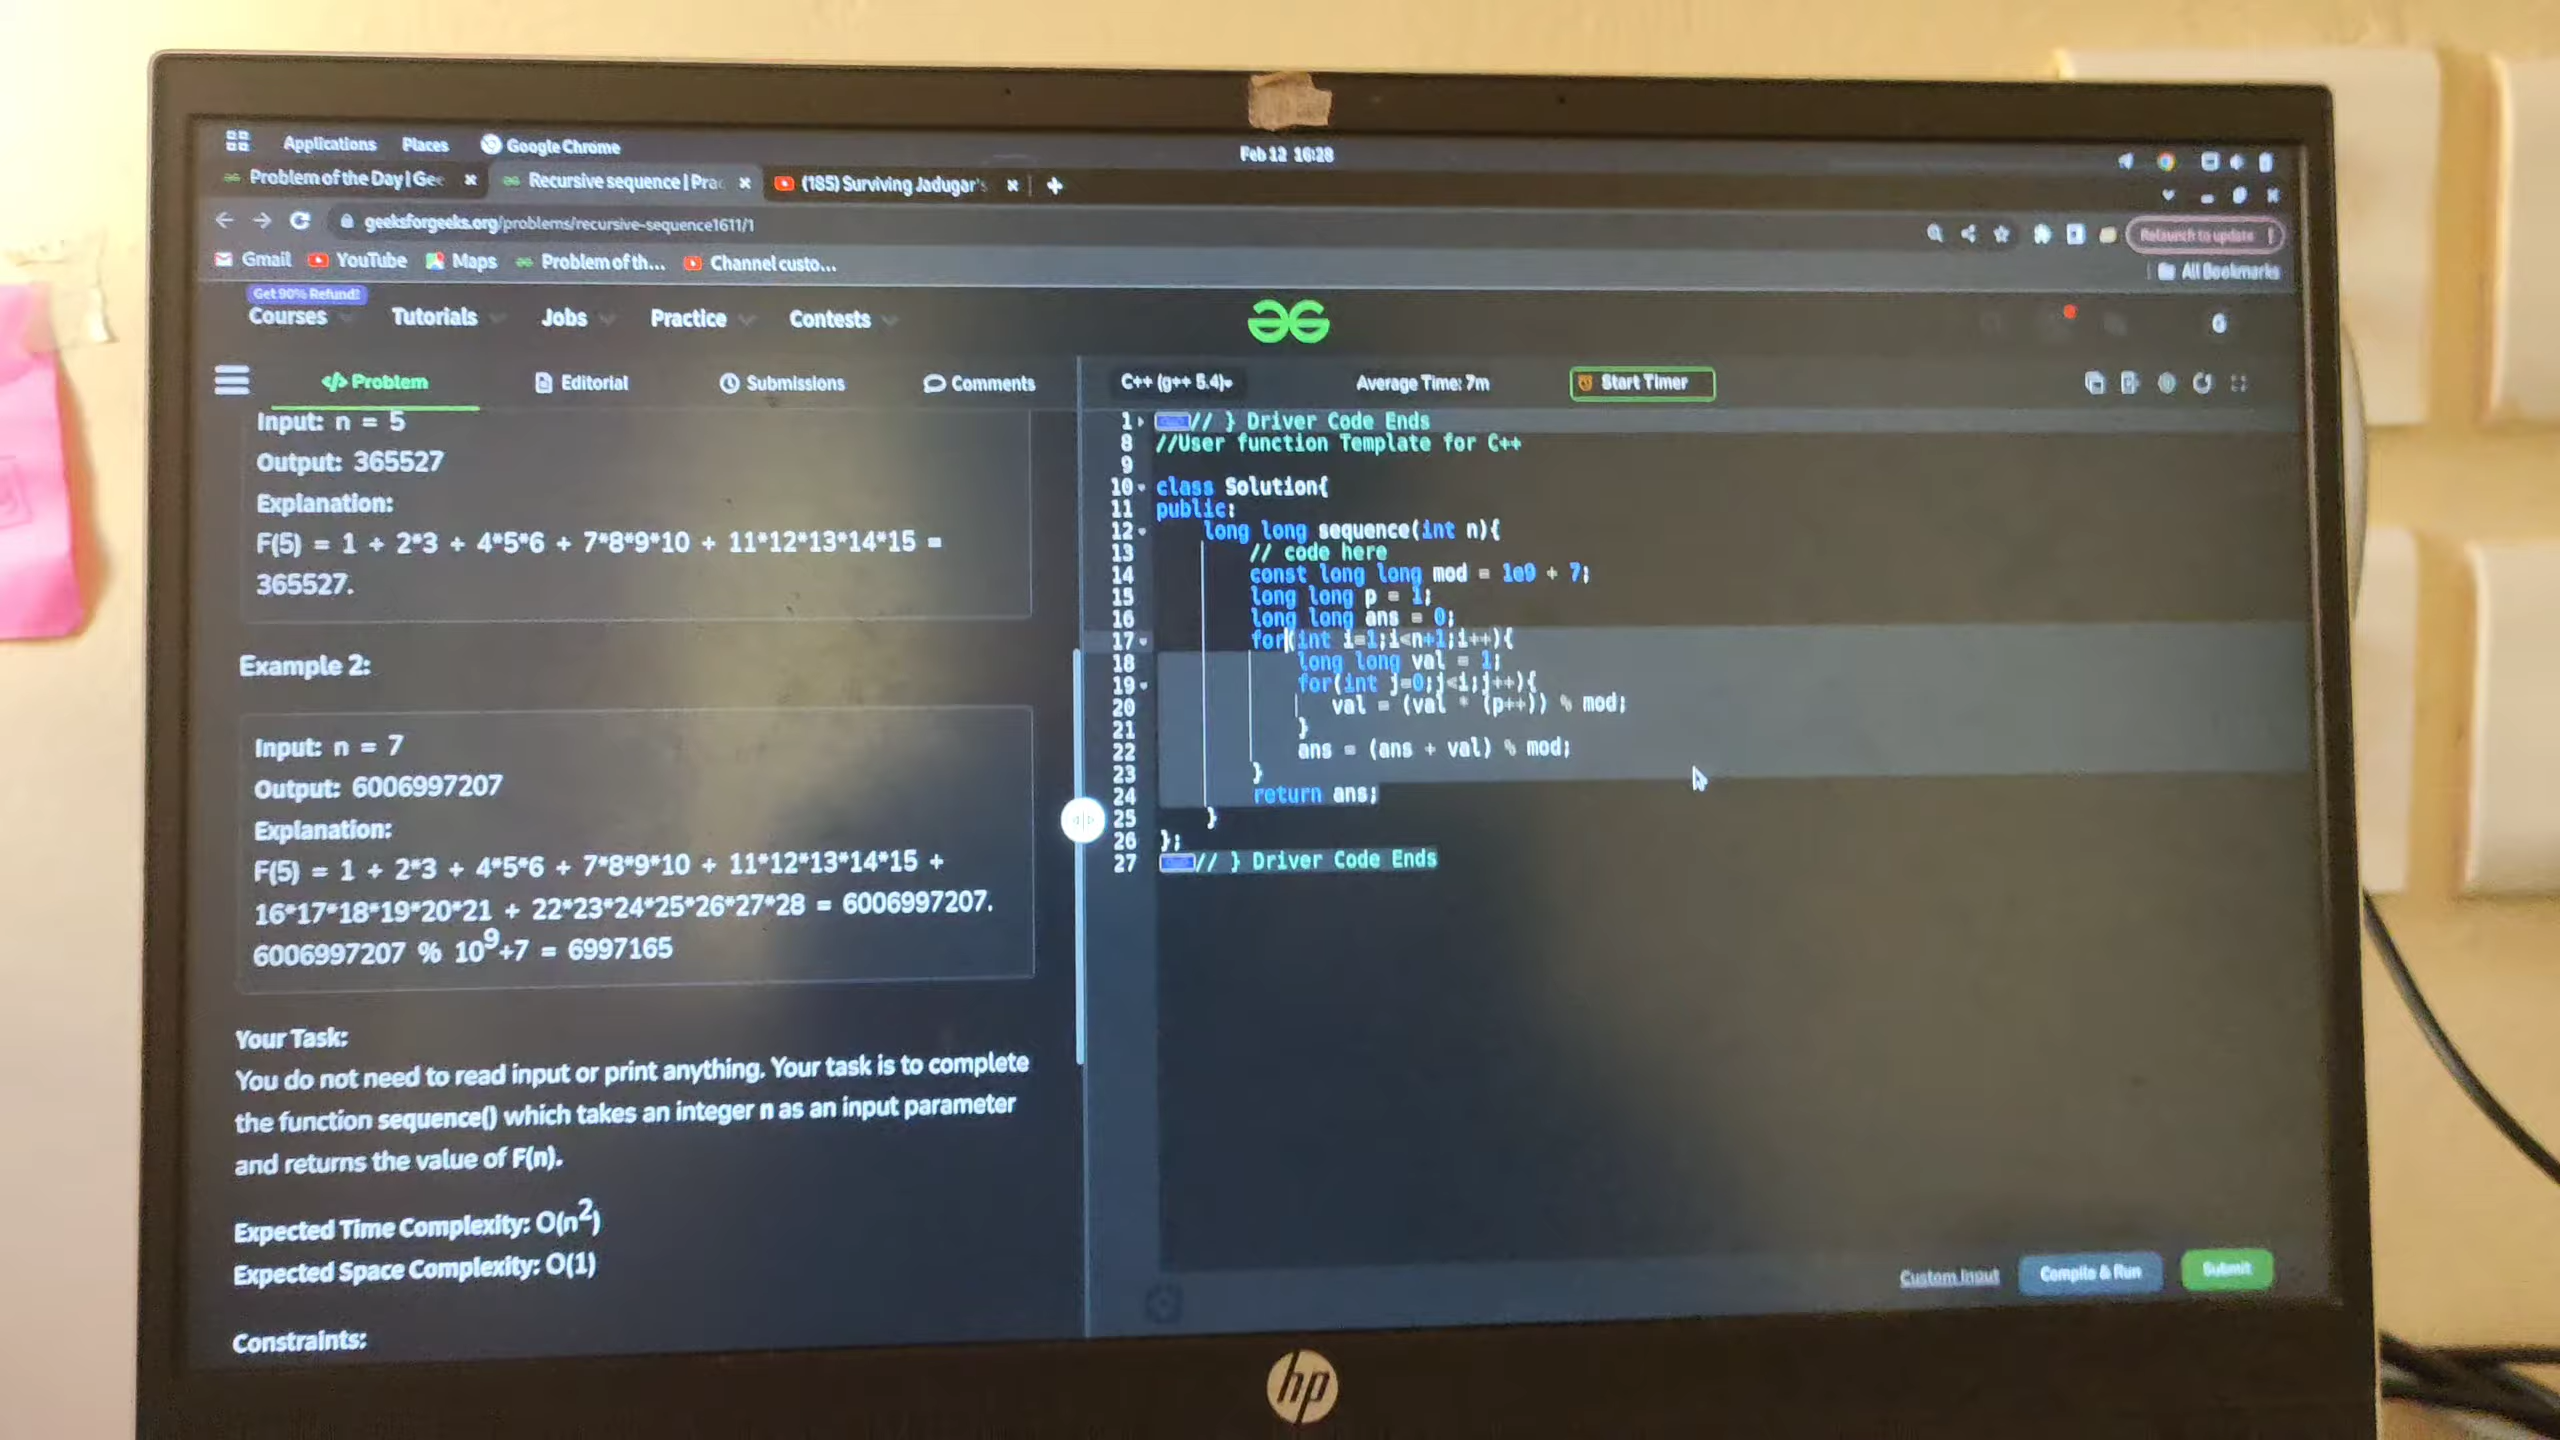 Applications Places Google Chrome
Feb 12 16:28
Problem of the Day | Gee
Recursive sequence | Prac
(185) Surviving Jadugar's
geeksforgeeks.org/problems/recursive-sequence1611/1
Relaunch to update
Gmail YouTube Maps Problem of th... Channel custo...
All Bookmarks
Get 90% Refund!
Courses Tutorials Jobs Practice Contests
</> Problem Editorial Submissions Comments
Input: n = 5
Output: 365527
Explanation:
F(5) = 1 + 2*3 + 4*5*6 + 7*8*9*10 + 11*12*13*14*15 =
365527.
Example 2:
Input: n = 7
Output: 6006997207
Explanation:
F(5) = 1 + 2*3 + 4*5*6 + 7*8*9*10 + 11*12*13*14*15 +
16*17*18*19*20*21 + 22*23*24*25*26*27*28 = 6006997207.
6006997207 % 10⁹+7 = 6997165
Your Task:
You do not need to read input or print anything. Your task is to complete
the function sequence() which takes an integer n as an input parameter
and returns the value of F(n).
Expected Time Complexity: O(n²)
Expected Space Complexity: O(1)
Constraints:
C++ (g++ 5.4) Average Time: 7m Start Timer
1 // } Driver Code Ends
8 //User function Template for C++
9
10 class Solution{
11 public:
12 long long sequence(int n){
13 // code here
14 const long long mod = 1e9 + 7;
15 long long p = 1;
16 long long ans = 0;
17 for(int i=1;i<n+1;i++){
18 long long val = 1;
19 for(int j=0;j<i;j++){
20 val = (val * (p++)) % mod;
21 }
22 ans = (ans + val) % mod;
23 }
24 return ans;
25 }
26 };
27 // } Driver Code Ends
Custom Input Compile & Run Submit
hp